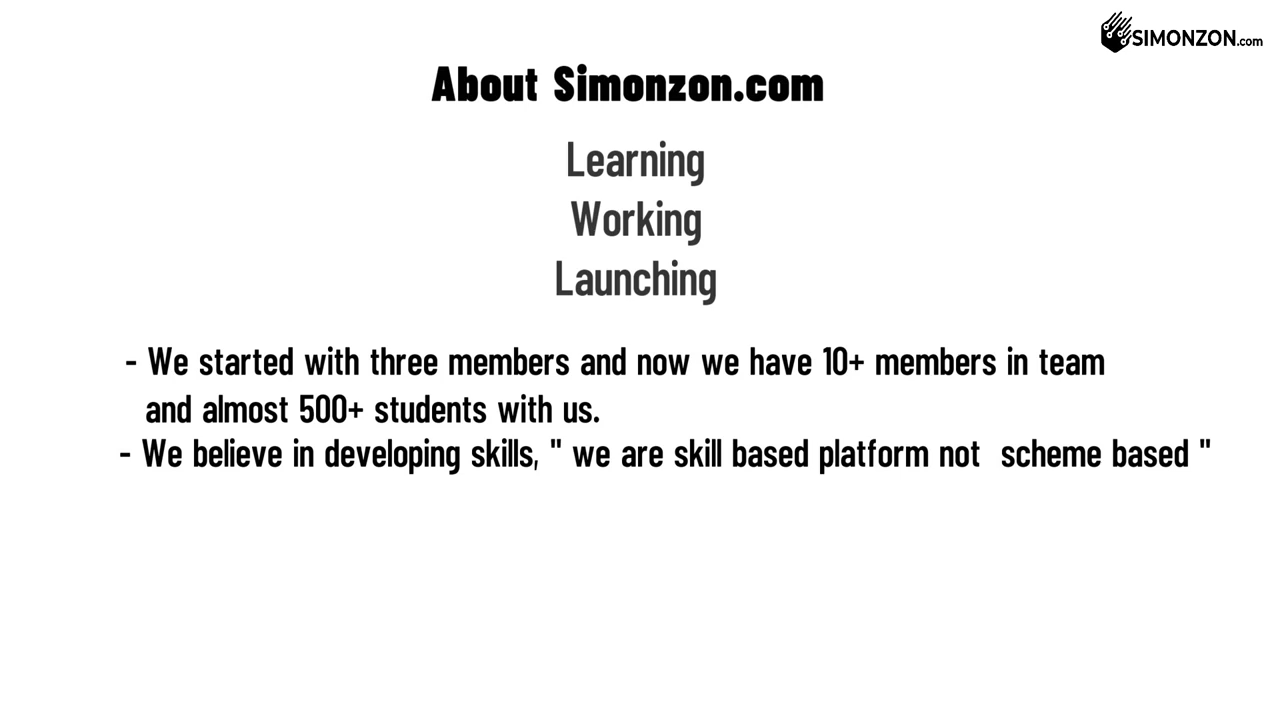 SIMONZON.com
About Simonzon.com
Learning
Working
Launching
- We started with three members and now we have 10+ members in team
and almost 500+ students with us.
- We believe in developing skills, " we are skill based platform not scheme based "